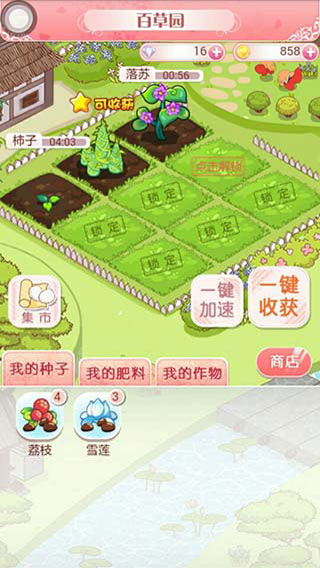 百草园
16
858
落苏 00:56
可收获
柿子 04:03
点击解锁
锁定
锁定
锁定
锁定
锁定
集市
一键
加速
一键
收获
我的种子
我的肥料
我的作物
商店
4
3
荔枝
雪莲